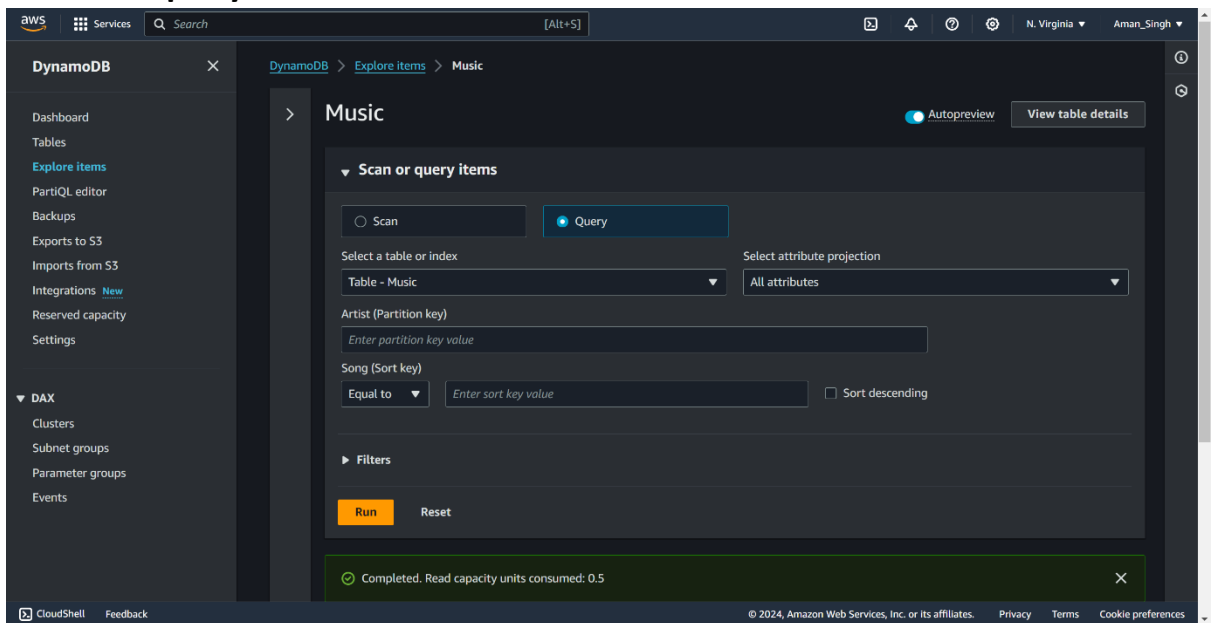 aws Services Search [Alt+S] N. Virginia Aman_Singh
DynamoDB
Dashboard
Tables
Explore items
PartiQL editor
Backups
Exports to S3
Imports from S3
Integrations New
Reserved capacity
Settings
DAX
Clusters
Subnet groups
Parameter groups
Events
DynamoDB > Explore items > Music
Music
Autopreview View table details
Scan or query items
Scan Query
Select a table or index Select attribute projection
Table - Music All attributes
Artist (Partition key)
Enter partition key value
Song (Sort key)
Equal to Enter sort key value Sort descending
Filters
Run Reset
Completed. Read capacity units consumed: 0.5
CloudShell Feedback © 2024, Amazon Web Services, Inc. or its affiliates. Privacy Terms Cookie preferences